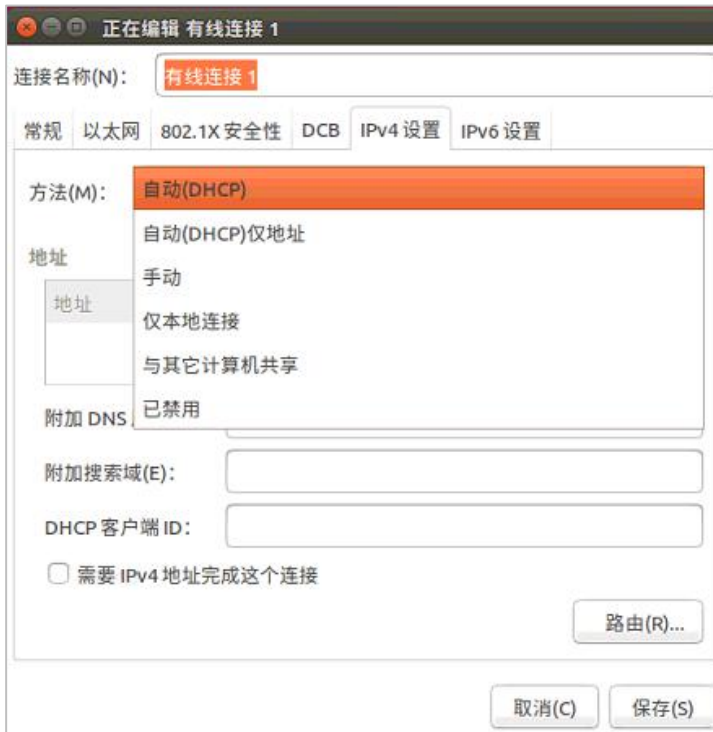 正在编辑 有线连接 1
连接名称(N): 有线连接 1
常规 以太网 802.1X 安全性 DCB IPv4 设置 IPv6 设置
方法(M): 自动(DHCP)
自动(DHCP)仅地址
地址
手动
地址
仅本地连接
与其它计算机共享
已禁用
附加 DNS
附加搜索域(E):
DHCP 客户端 ID:
需要 IPv4 地址完成这个连接
路由(R)...
取消(C) 保存(S)